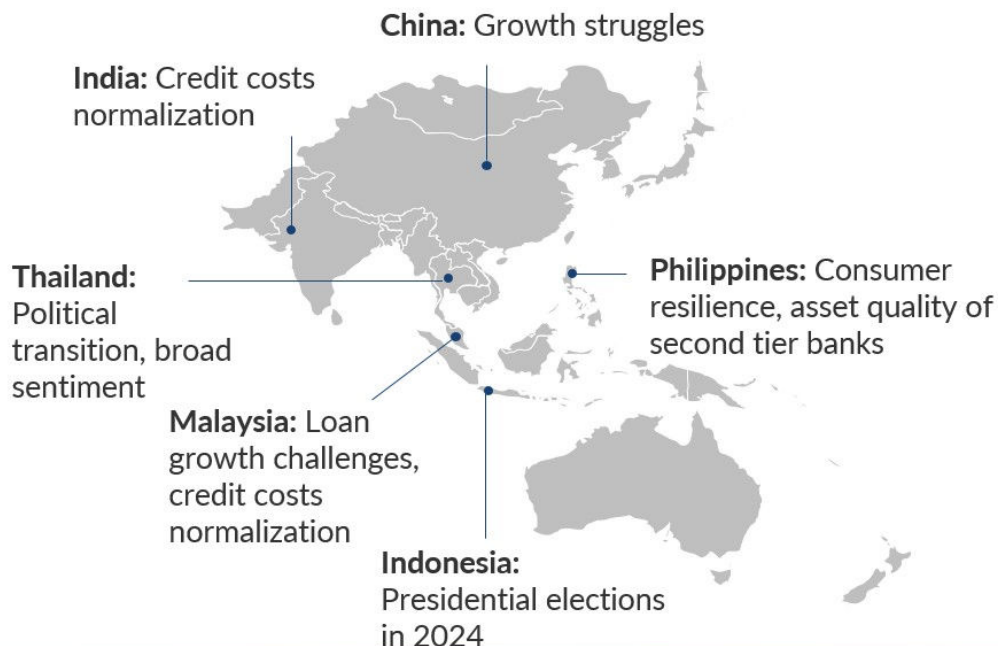 China: Growth struggles
India: Credit costs
normalization
Thailand:
Political
transition, broad
sentiment
Philippines: Consumer
resilience, asset quality of
second tier banks
Malaysia: Loan
growth challenges,
credit costs
normalization
Indonesia:
Presidential elections
in 2024